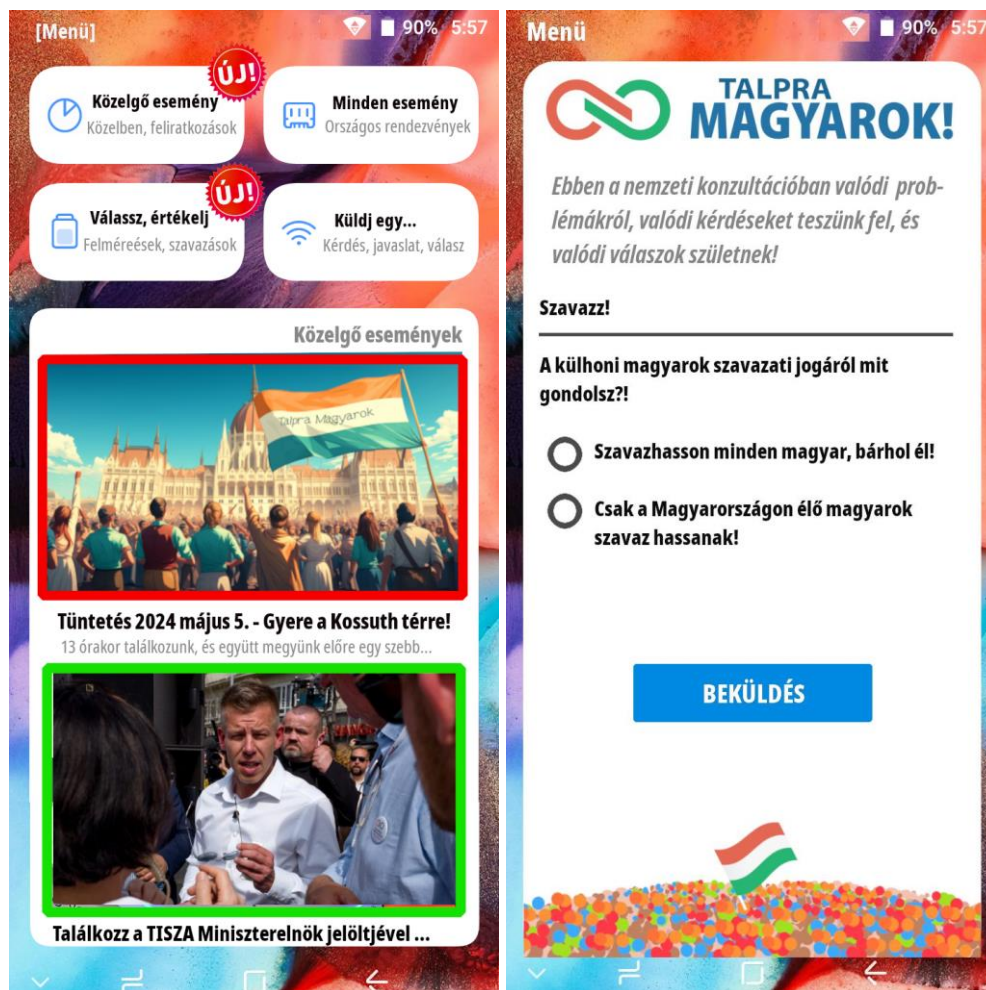 [Menü]
90% 5:57
ÚJ!
Közelgő esemény
Közelben, feliratkozások
Minden esemény
Országos rendezvények
ÚJ!
Válassz, értékelj
Felméreések, szavazások
Küldj egy...
Kérdés, javaslat, válasz
Közelgő események
Talpra Magyarok
Tüntetés 2024 május 5. - Gyere a Kossuth térre!
13 órakor találkozunk, és együtt megyünk előre egy szebb...
Találkozz a TISZA Miniszterelnök jelöltjével ...
Menü
90% 5:57
TALPRA
MAGYAROK!
Ebben a nemzeti konzultációban valódi prob-
lémákról, valódi kérdéseket teszünk fel, és
valódi válaszok születnek!
Szavazz!
A külhoni magyarok szavazati jogáról mit
gondolsz?!
Szavazhasson minden magyar, bárhol él!
Csak a Magyarországon élő magyarok
szavaz hassanak!
BEKÜLDÉS